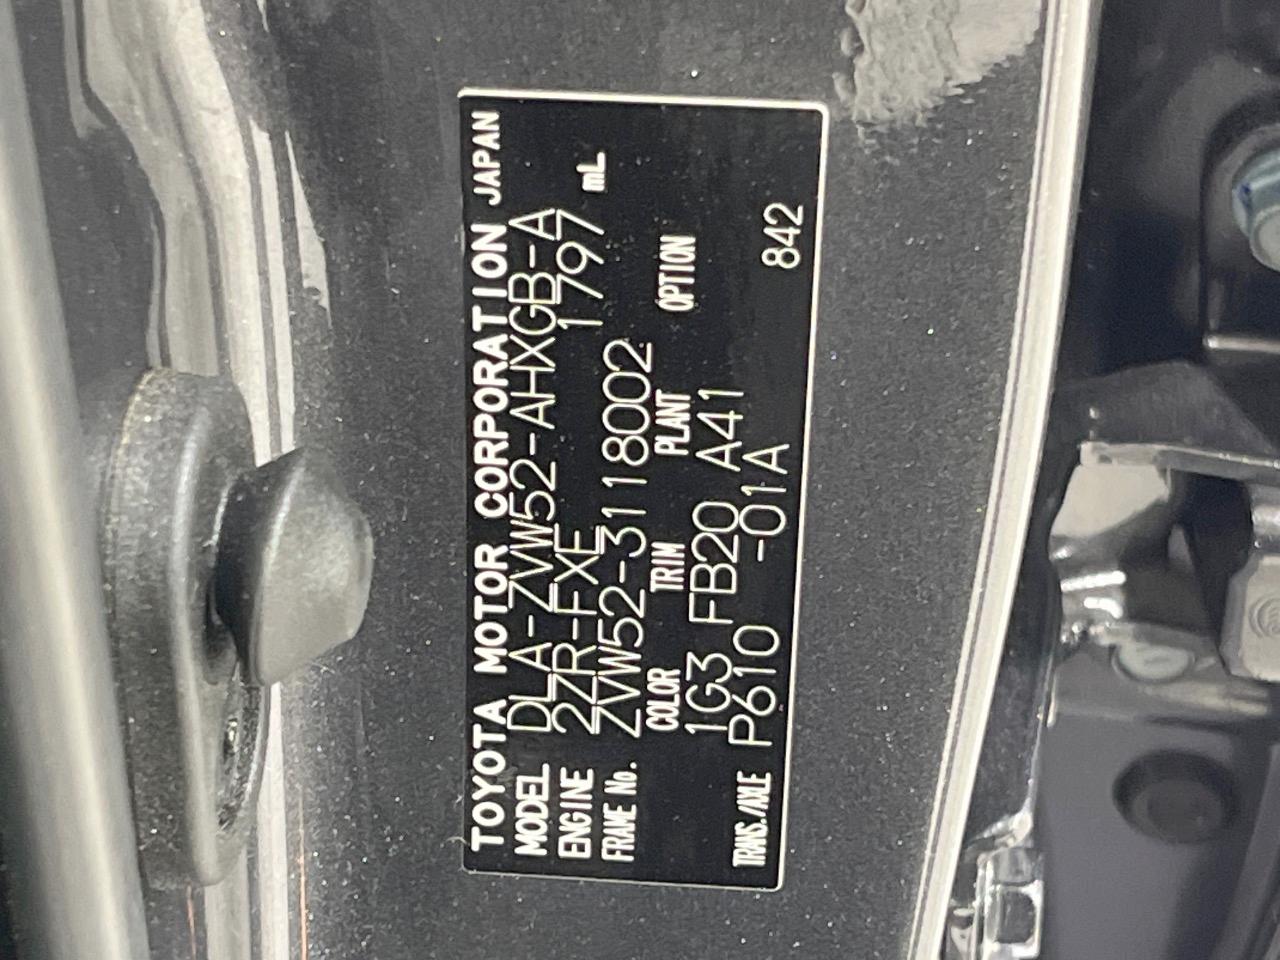 TOYOTA MOTOR CORPORATION JAPAN
MODEL DLA-ZVW52-AHXGB-A
ENGINE 2ZR-FXE 1797 mL
FRAME No. ZVW52-3118002
COLOR TRIM PLANT OPTION
1G3 FB20 A41
TRANS./AXLE P610 -01A 842